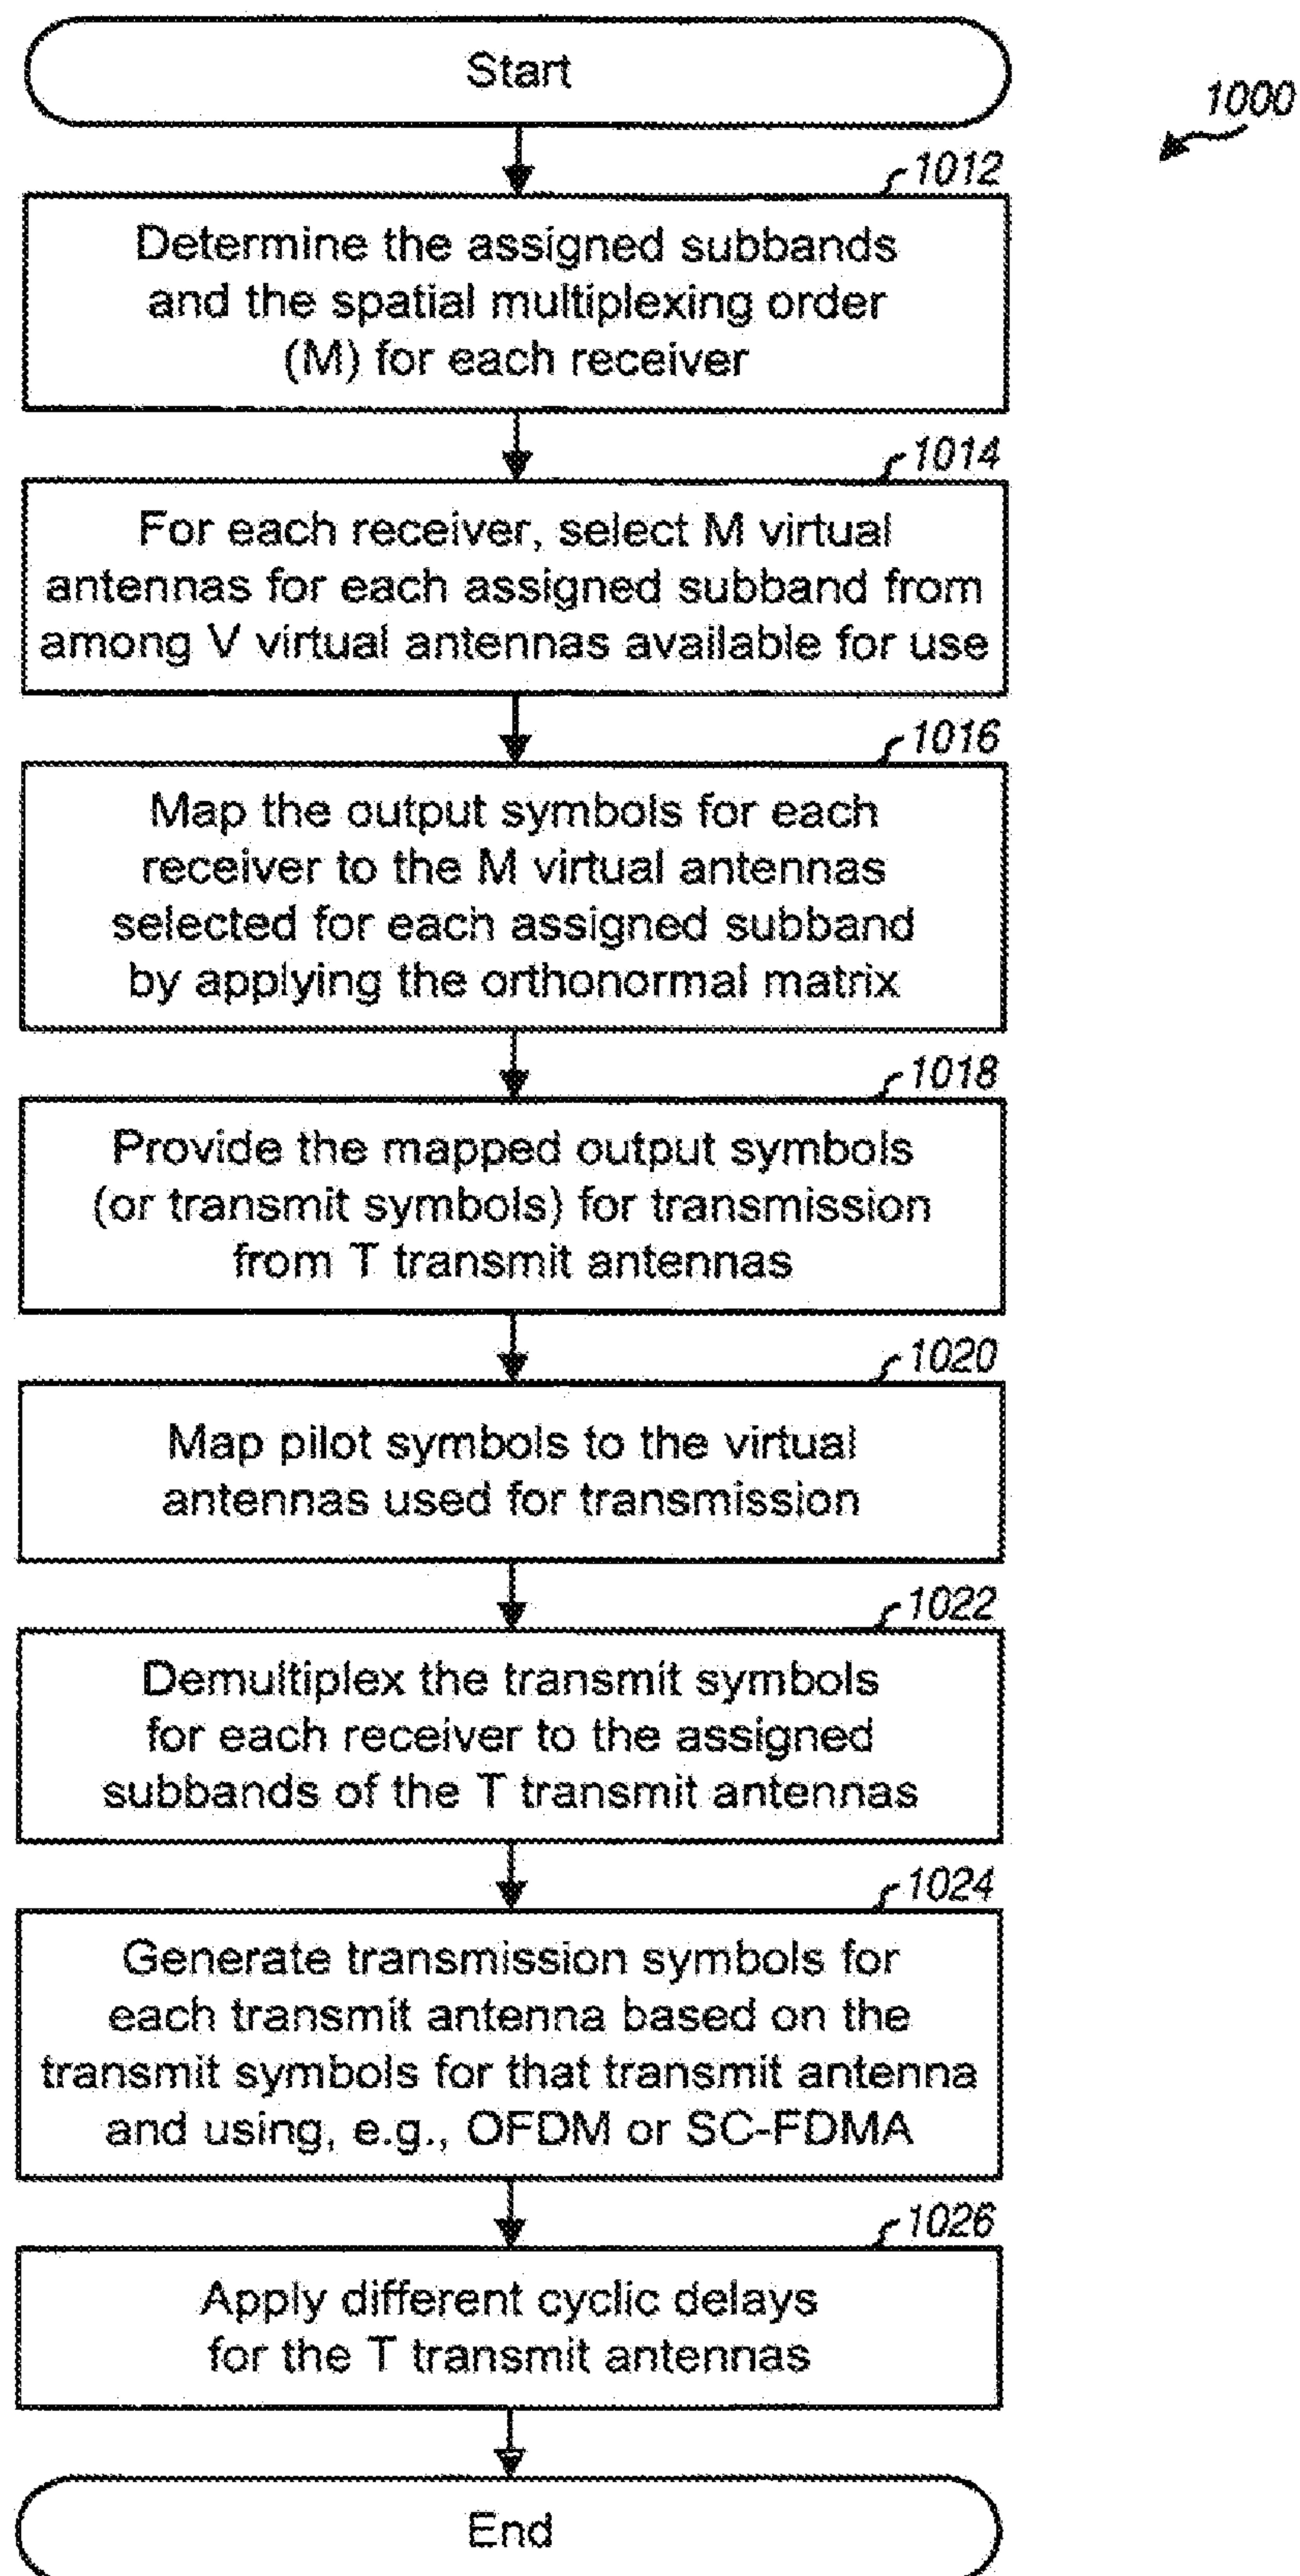 Start
1000
1012
Determine the assigned subbands
and the spatial multiplexing order
(M) for each receiver
1014
For each receiver, select M virtual
antennas for each assigned subband from
among V virtual antennas available for use
1016
Map the output symbols for each
receiver to the M virtual antennas
selected for each assigned subband
by applying the orthonormal matrix
1018
Provide the mapped output symbols
(or transmit symbols) for transmission
from T transmit antennas
1020
Map pilot symbols to the virtual
antennas used for transmission
1022
Demultiplex the transmit symbols
for each receiver to the assigned
subbands of the T transmit antennas
1024
Generate transmission symbols for
each transmit antenna based on the
transmit symbols for that transmit antenna
and using, e.g., OFDM or SC-FDMA
1026
Apply different cyclic delays
for the T transmit antennas
End